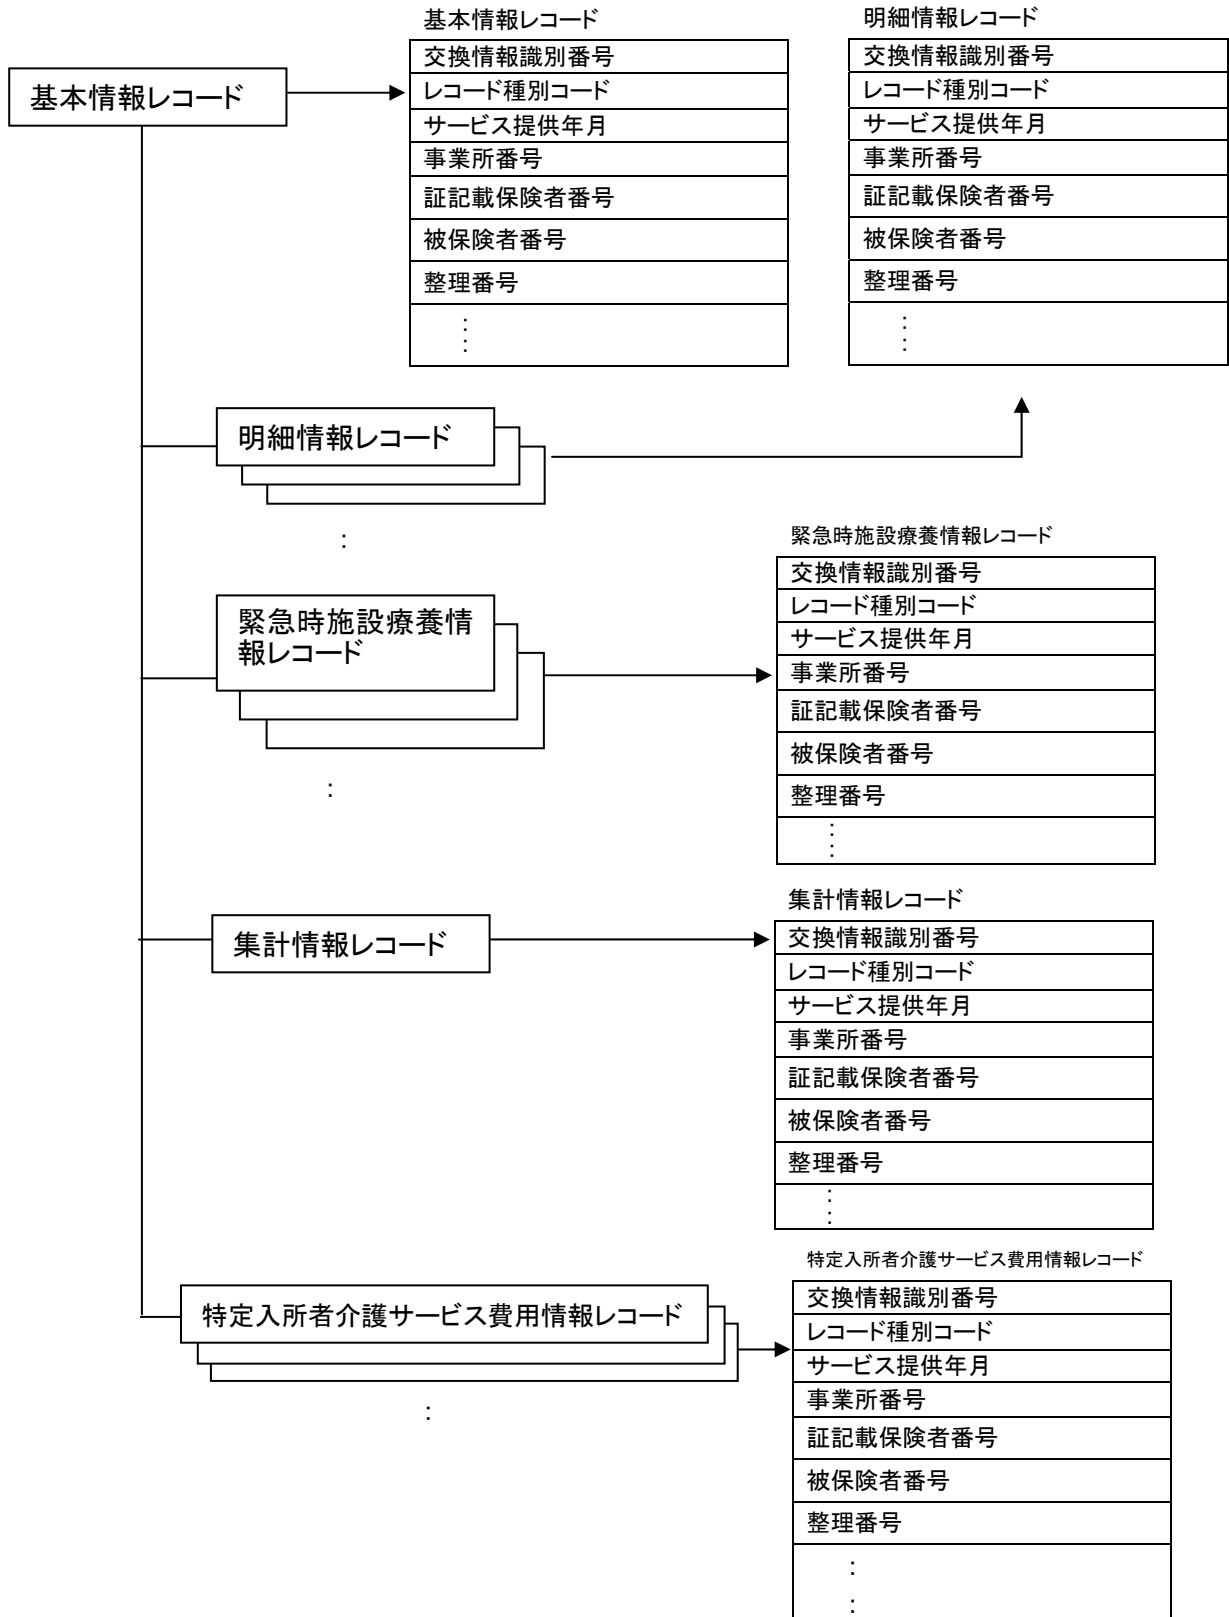 基本情報レコード
基本情報レコード
交換情報識別番号
レコード種別コード
サービス提供年月
事業所番号
証記載保険者番号
被保険者番号
整理番号
：
：
明細情報レコード
交換情報識別番号
レコード種別コード
サービス提供年月
事業所番号
証記載保険者番号
被保険者番号
整理番号
：
：
明細情報レコード
：
緊急時施設療養情
報レコード
：
緊急時施設療養情報レコード
交換情報識別番号
レコード種別コード
サービス提供年月
事業所番号
証記載保険者番号
被保険者番号
整理番号
：
：
集計情報レコード
集計情報レコード
交換情報識別番号
レコード種別コード
サービス提供年月
事業所番号
証記載保険者番号
被保険者番号
整理番号
：
：
特定入所者介護サービス費用情報レコード
：
特定入所者介護サービス費用情報レコード
交換情報識別番号
レコード種別コード
サービス提供年月
事業所番号
証記載保険者番号
被保険者番号
整理番号
：
：